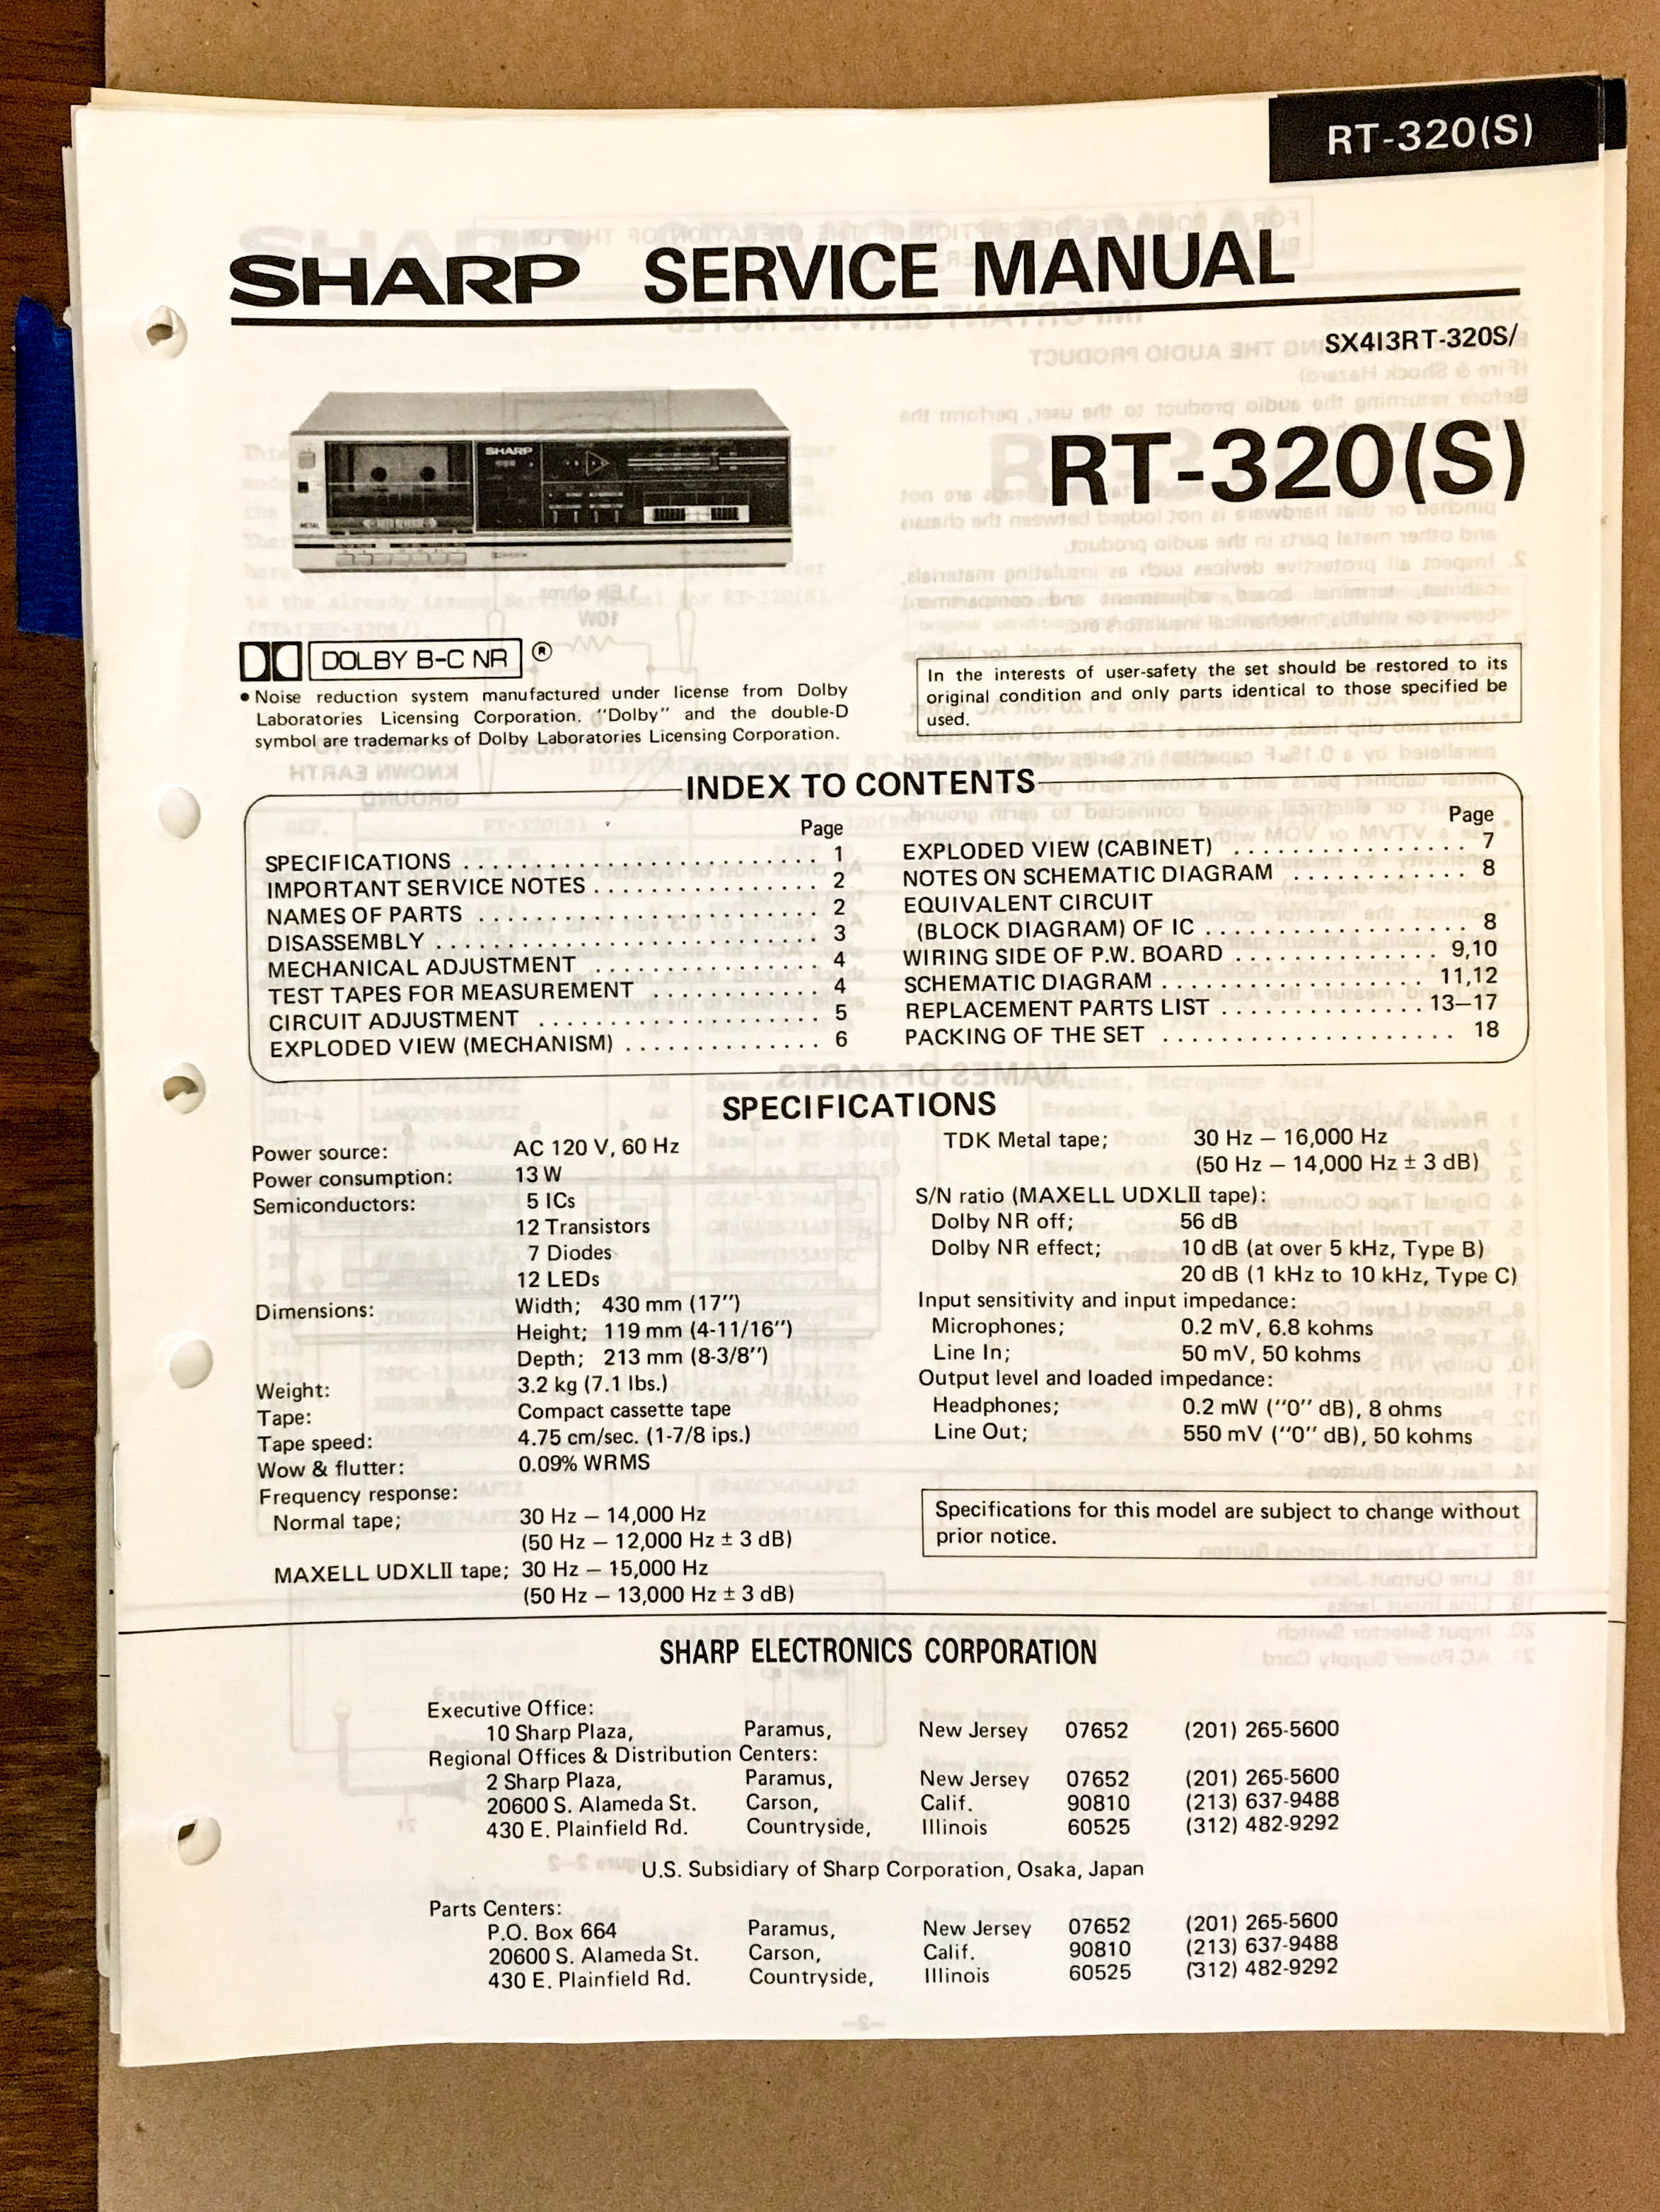 RT-320(S)
SHARP SERVICE MANUAL
SX413RT-320S/
RT-320(S)
SHARP
METAL
AUTO REVERSE
DOLBY B-C NR ®
● Noise reduction system manufactured under license from Dolby
Laboratories Licensing Corporation. "Dolby" and the double-D
symbol are trademarks of Dolby Laboratories Licensing Corporation.
In the interests of user-safety the set should be restored to its
original condition and only parts identical to those specified be
used.
INDEX TO CONTENTS
Page
SPECIFICATIONS . . . . . . . . . . . . . . . . . . . . . . . . 1
IMPORTANT SERVICE NOTES . . . . . . . . . . . . . . . 2
NAMES OF PARTS . . . . . . . . . . . . . . . . . . . . . . . 2
DISASSEMBLY . . . . . . . . . . . . . . . . . . . . . . . . . . 3
MECHANICAL ADJUSTMENT . . . . . . . . . . . . . . . 4
TEST TAPES FOR MEASUREMENT . . . . . . . . . . . . 4
CIRCUIT ADJUSTMENT . . . . . . . . . . . . . . . . . . . 5
EXPLODED VIEW (MECHANISM) . . . . . . . . . . . . . . 6
Page
EXPLODED VIEW (CABINET) . . . . . . . . . . . . . . . . 7
NOTES ON SCHEMATIC DIAGRAM . . . . . . . . . . . . 8
EQUIVALENT CIRCUIT
(BLOCK DIAGRAM) OF IC . . . . . . . . . . . . . . . . . . 8
WIRING SIDE OF P.W. BOARD . . . . . . . . . . . . . . 9,10
SCHEMATIC DIAGRAM . . . . . . . . . . . . . . . . . . 11,12
REPLACEMENT PARTS LIST . . . . . . . . . . . . . . 13–17
PACKING OF THE SET . . . . . . . . . . . . . . . . . . . . 18
SPECIFICATIONS
Power source: AC 120 V, 60 Hz
Power consumption: 13 W
Semiconductors: 5 ICs
12 Transistors
7 Diodes
12 LEDs
Dimensions: Width; 430 mm (17")
Height; 119 mm (4-11/16")
Depth; 213 mm (8-3/8")
Weight: 3.2 kg (7.1 lbs.)
Tape: Compact cassette tape
Tape speed: 4.75 cm/sec. (1-7/8 ips.)
Wow & flutter: 0.09% WRMS
Frequency response:
Normal tape; 30 Hz – 14,000 Hz
(50 Hz – 12,000 Hz ± 3 dB)
MAXELL UDXLII tape; 30 Hz – 15,000 Hz
(50 Hz – 13,000 Hz ± 3 dB)
TDK Metal tape; 30 Hz – 16,000 Hz
(50 Hz – 14,000 Hz ± 3 dB)
S/N ratio (MAXELL UDXLII tape):
Dolby NR off; 56 dB
Dolby NR effect; 10 dB (at over 5 kHz, Type B)
20 dB (1 kHz to 10 kHz, Type C)
Input sensitivity and input impedance:
Microphones; 0.2 mV, 6.8 kohms
Line In; 50 mV, 50 kohms
Output level and loaded impedance:
Headphones; 0.2 mW ("0" dB), 8 ohms
Line Out; 550 mV ("0" dB), 50 kohms
Specifications for this model are subject to change without
prior notice.
SHARP ELECTRONICS CORPORATION
Executive Office:
10 Sharp Plaza, Paramus, New Jersey 07652 (201) 265-5600
Regional Offices & Distribution Centers:
2 Sharp Plaza, Paramus, New Jersey 07652 (201) 265-5600
20600 S. Alameda St. Carson, Calif. 90810 (213) 637-9488
430 E. Plainfield Rd. Countryside, Illinois 60525 (312) 482-9292
U.S. Subsidiary of Sharp Corporation, Osaka, Japan
Parts Centers:
P.O. Box 664 Paramus, New Jersey 07652 (201) 265-5600
20600 S. Alameda St. Carson, Calif. 90810 (213) 637-9488
430 E. Plainfield Rd. Countryside, Illinois 60525 (312) 482-9292